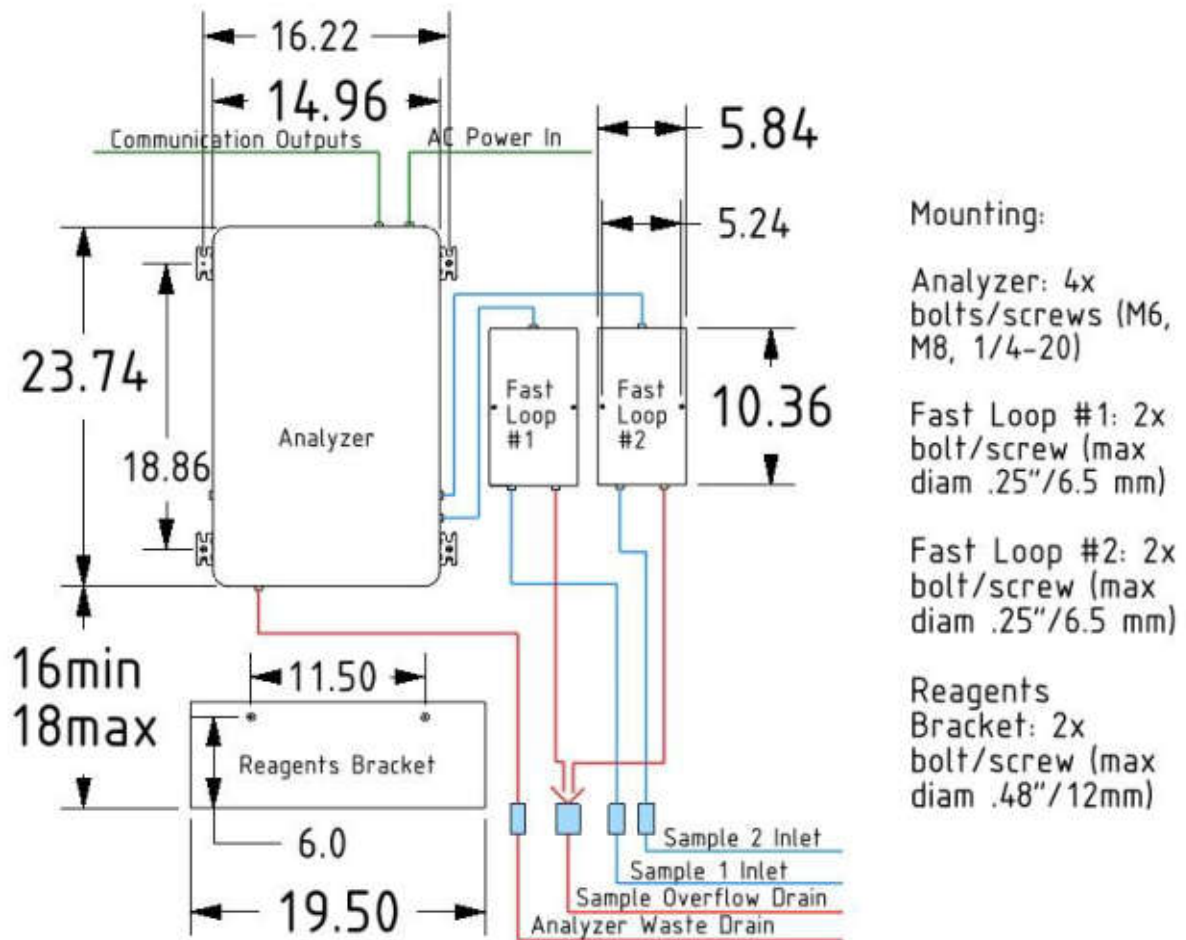 16.22
14.96
Communication Outputs
AC Power In
5.84
5.24
23.74
18.86
Analyzer
Fast
Loop
#1
Fast
Loop
#2
10.36
16min
18max
11.50
Reagents Bracket
6.0
19.50
Sample 2 Inlet
Sample 1 Inlet
Sample Overflow Drain
Analyzer Waste Drain
Mounting:
Analyzer: 4x
bolts/screws (M6,
M8, 1/4-20)
Fast Loop #1: 2x
bolt/screw (max
diam .25"/6.5 mm)
Fast Loop #2: 2x
bolt/screw (max
diam .25"/6.5 mm)
Reagents
Bracket: 2x
bolt/screw (max
diam .48"/12mm)